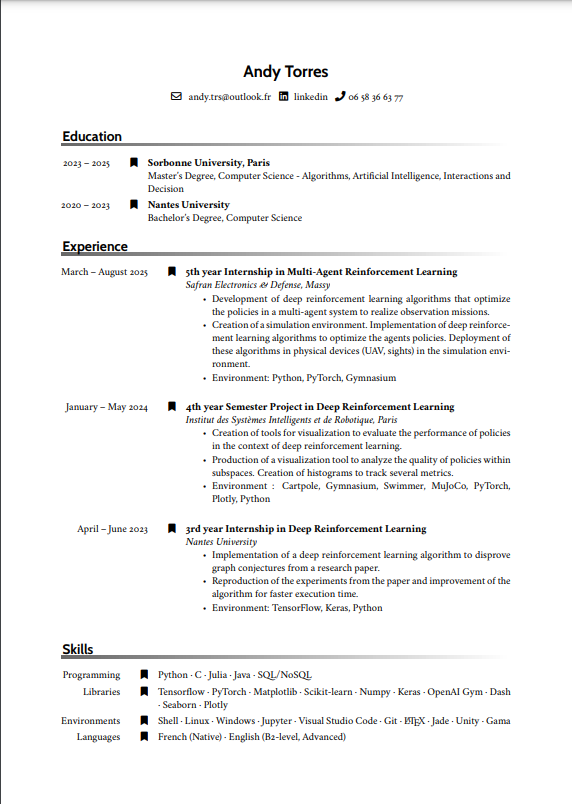 Andy Torres
andy.trs@outlook.fr linkedin 06 58 36 63 77
Education
2023 – 2025 Sorbonne University, Paris
Master's Degree, Computer Science - Algorithms, Artificial Intelligence, Interactions and
Decision
2020 – 2023 Nantes University
Bachelor's Degree, Computer Science
Experience
March – August 2025 5th year Internship in Multi-Agent Reinforcement Learning
Safran Electronics & Defense, Massy
• Development of deep reinforcement learning algorithms that optimize
the policies in a multi-agent system to realize observation missions.
• Creation of a simulation environment. Implementation of deep reinforce-
ment learning algorithms to optimize the agents policies. Deployment of
these algorithms in physical devices (UAV, sights) in the simulation envi-
ronment.
• Environment: Python, PyTorch, Gymnasium
January – May 2024 4th year Semester Project in Deep Reinforcement Learning
Institut des Systèmes Intelligents et de Robotique, Paris
• Creation of tools for visualization to evaluate the performance of policies
in the context of deep reinforcement learning.
• Production of a visualization tool to analyze the quality of policies within
subspaces. Creation of histograms to track several metrics.
• Environment : Cartpole, Gymnasium, Swimmer, MuJoCo, PyTorch,
Plotly, Python
April – June 2023 3rd year Internship in Deep Reinforcement Learning
Nantes University
• Implementation of a deep reinforcement learning algorithm to disprove
graph conjectures from a research paper.
• Reproduction of the experiments from the paper and improvement of the
algorithm for faster execution time.
• Environment: TensorFlow, Keras, Python
Skills
Programming Python · C · Julia · Java · SQL/NoSQL
Libraries Tensorflow · PyTorch · Matplotlib · Scikit-learn · Numpy · Keras · OpenAI Gym · Dash
· Seaborn · Plotly
Environments Shell · Linux · Windows · Jupyter · Visual Studio Code · Git · LATEX · Jade · Unity · Gama
Languages French (Native) · English (B2-level, Advanced)